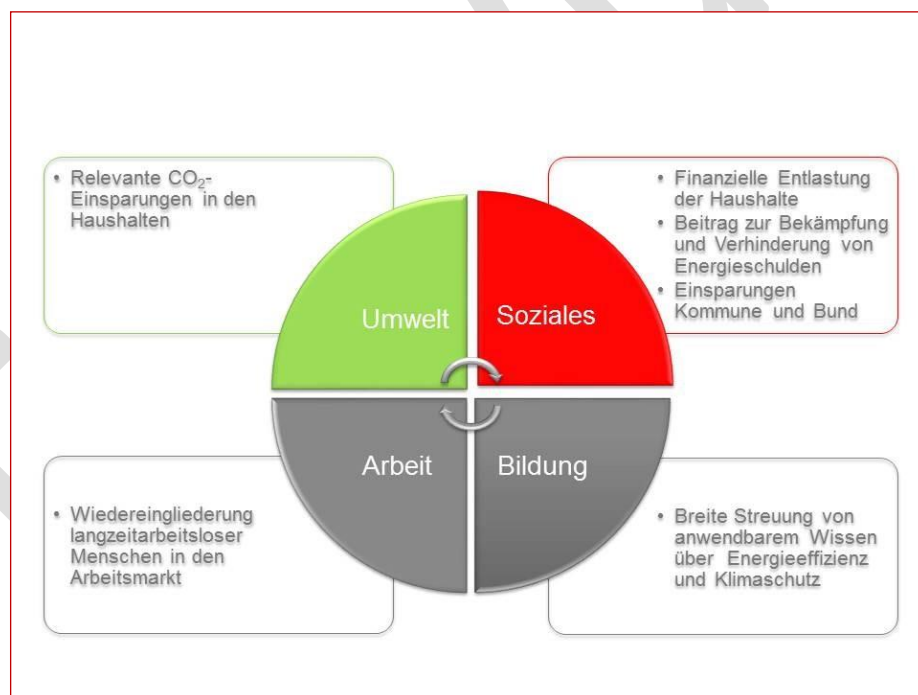 • Relevante CO₂-
Einsparungen in den
Haushalten
• Finanzielle Entlastung
der Haushalte
• Beitrag zur Bekämpfung
und Verhinderung von
Energieschulden
• Einsparungen
Kommune und Bund
Umwelt
Soziales
Arbeit
Bildung
• Wiedereingliederung
langzeitarbeitsloser
Menschen in den
Arbeitsmarkt
• Breite Streuung von
anwendbarem Wissen
über Energieeffizienz
und Klimaschutz